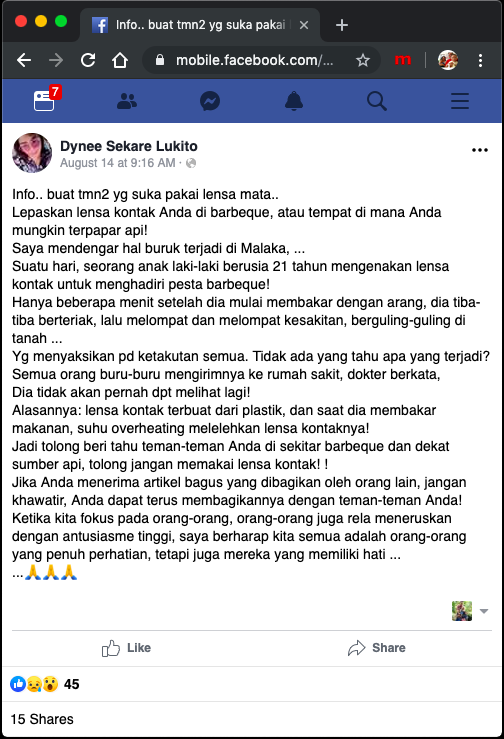 Info.. buat tmn2 yg suka pakai
mobile.facebook.com/...
m
7
Dynee Sekare Lukito
August 14 at 9:16 AM ·
Info.. buat tmn2 yg suka pakai lensa mata..
Lepaskan lensa kontak Anda di barbeque, atau tempat di mana Anda
mungkin terpapar api!
Saya mendengar hal buruk terjadi di Malaka, ...
Suatu hari, seorang anak laki-laki berusia 21 tahun mengenakan lensa
kontak untuk menghadiri pesta barbeque!
Hanya beberapa menit setelah dia mulai membakar dengan arang, dia tiba-
tiba berteriak, lalu melompat dan melompat kesakitan, berguling-guling di
tanah ...
Yg menyaksikan pd ketakutan semua. Tidak ada yang tahu apa yang terjadi?
Semua orang buru-buru mengirimnya ke rumah sakit, dokter berkata,
Dia tidak akan pernah dpt melihat lagi!
Alasannya: lensa kontak terbuat dari plastik, dan saat dia membakar
makanan, suhu overheating melelehkan lensa kontaknya!
Jadi tolong beri tahu teman-teman Anda di sekitar barbeque dan dekat
sumber api, tolong jangan memakai lensa kontak! !
Jika Anda menerima artikel bagus yang dibagikan oleh orang lain, jangan
khawatir, Anda dapat terus membagikannya dengan teman-teman Anda!
Ketika kita fokus pada orang-orang, orang-orang juga rela meneruskan
dengan antusiasme tinggi, saya berharap kita semua adalah orang-orang
yang penuh perhatian, tetapi juga mereka yang memiliki hati ...
...🙏🙏🙏
Like
Share
45
15 Shares